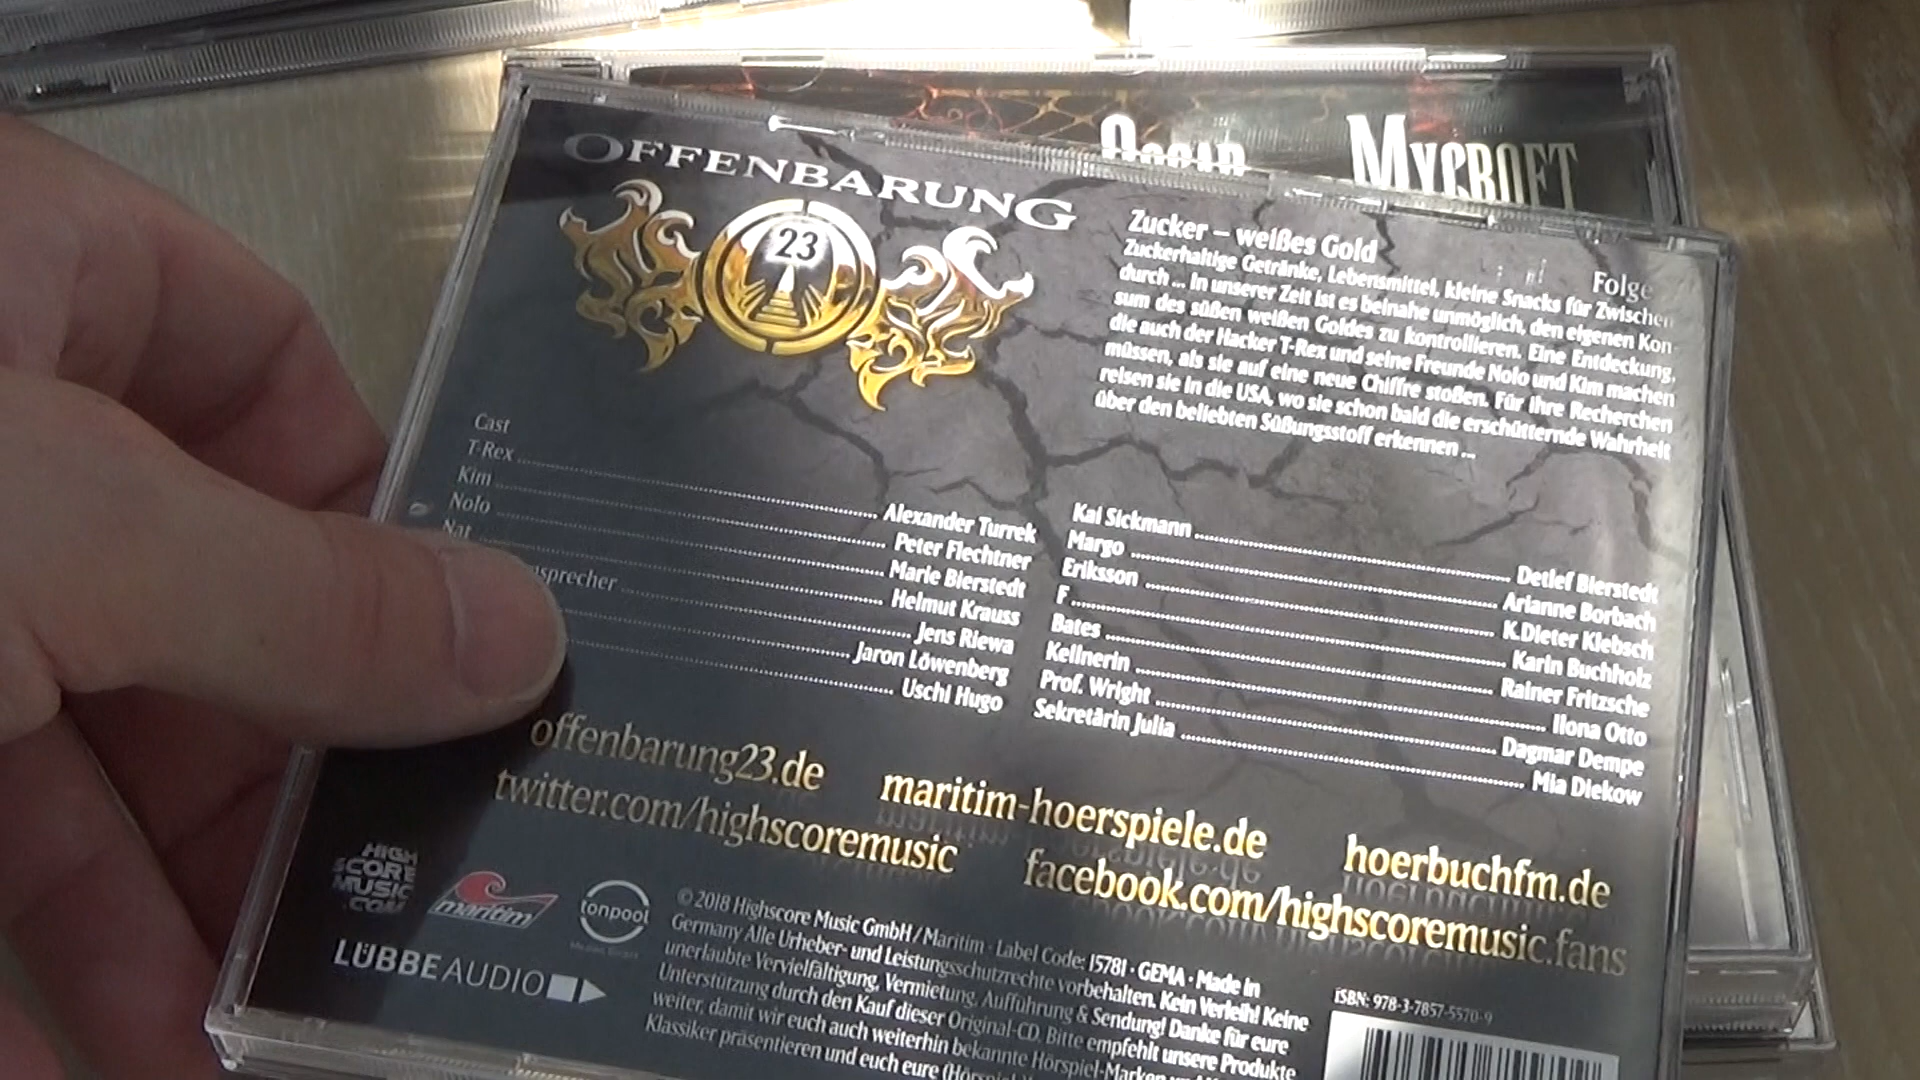 Mycroft
OFFENBARUNG
23
Zucker – weißes Gold
Folge
Zuckerhaltige Getränke, Lebensmittel, kleine Snacks für Zwischen
durch ... In unserer Zeit ist es beinahe unmöglich, den eigenen Kon
sum des süßen weißen Goldes zu kontrollieren. Eine Entdeckung,
die auch der Hacker T-Rex und seine Freunde Nolo und Kim machen
müssen, als sie auf eine neue Chiffre stoßen. Für ihre Recherchen
reisen sie in die USA, wo sie schon bald die erschütternde Wahrheit
über den beliebten Süßungsstoff erkennen ...
Cast
T-Rex ........ Alexander Turrek
Kim ........ Peter Flechtner
Nolo ........ Marie Bierstedt
Nat ........ Helmut Krauss
nsprecher ........ Jens Riewa
........ Jaron Löwenberg
........ Uschi Hugo
Kai Sickmann ........ Detlef Bierstedt
Margo ........ Arianne Borbach
Eriksson ........ K.Dieter Klebsch
F ........ Karin Buchholz
Bates ........ Rainer Fritzsche
Kellnerin ........ Ilona Otto
Prof. Wright ........ Dagmar Dempe
Sekretärin Julia ........ Mia Diekow
offenbarung23.de maritim-hoerspiele.de hoerbuchfm.de
twitter.com/highscoremusic facebook.com/highscoremusic.fans
HIGH
SCORE
MUSIC
.COM
maritim
tonpool
LÜBBE AUDIO
© 2018 Highscore Music GmbH / Maritim · Label Code: 15781 · GEMA · Made in
Germany Alle Urheber- und Leistungsschutzrechte vorbehalten. Kein Verleih! Keine
unerlaubte Vervielfältigung, Vermietung, Aufführung & Sendung! Danke für eure
Unterstützung durch den Kauf dieser Original-CD. Bitte empfehlt unsere Produkte
weiter, damit wir euch auch weiterhin bekannte Hörspiel-Marken
Klassiker präsentieren und euch eure
ISBN: 978-3-7857-5570-9